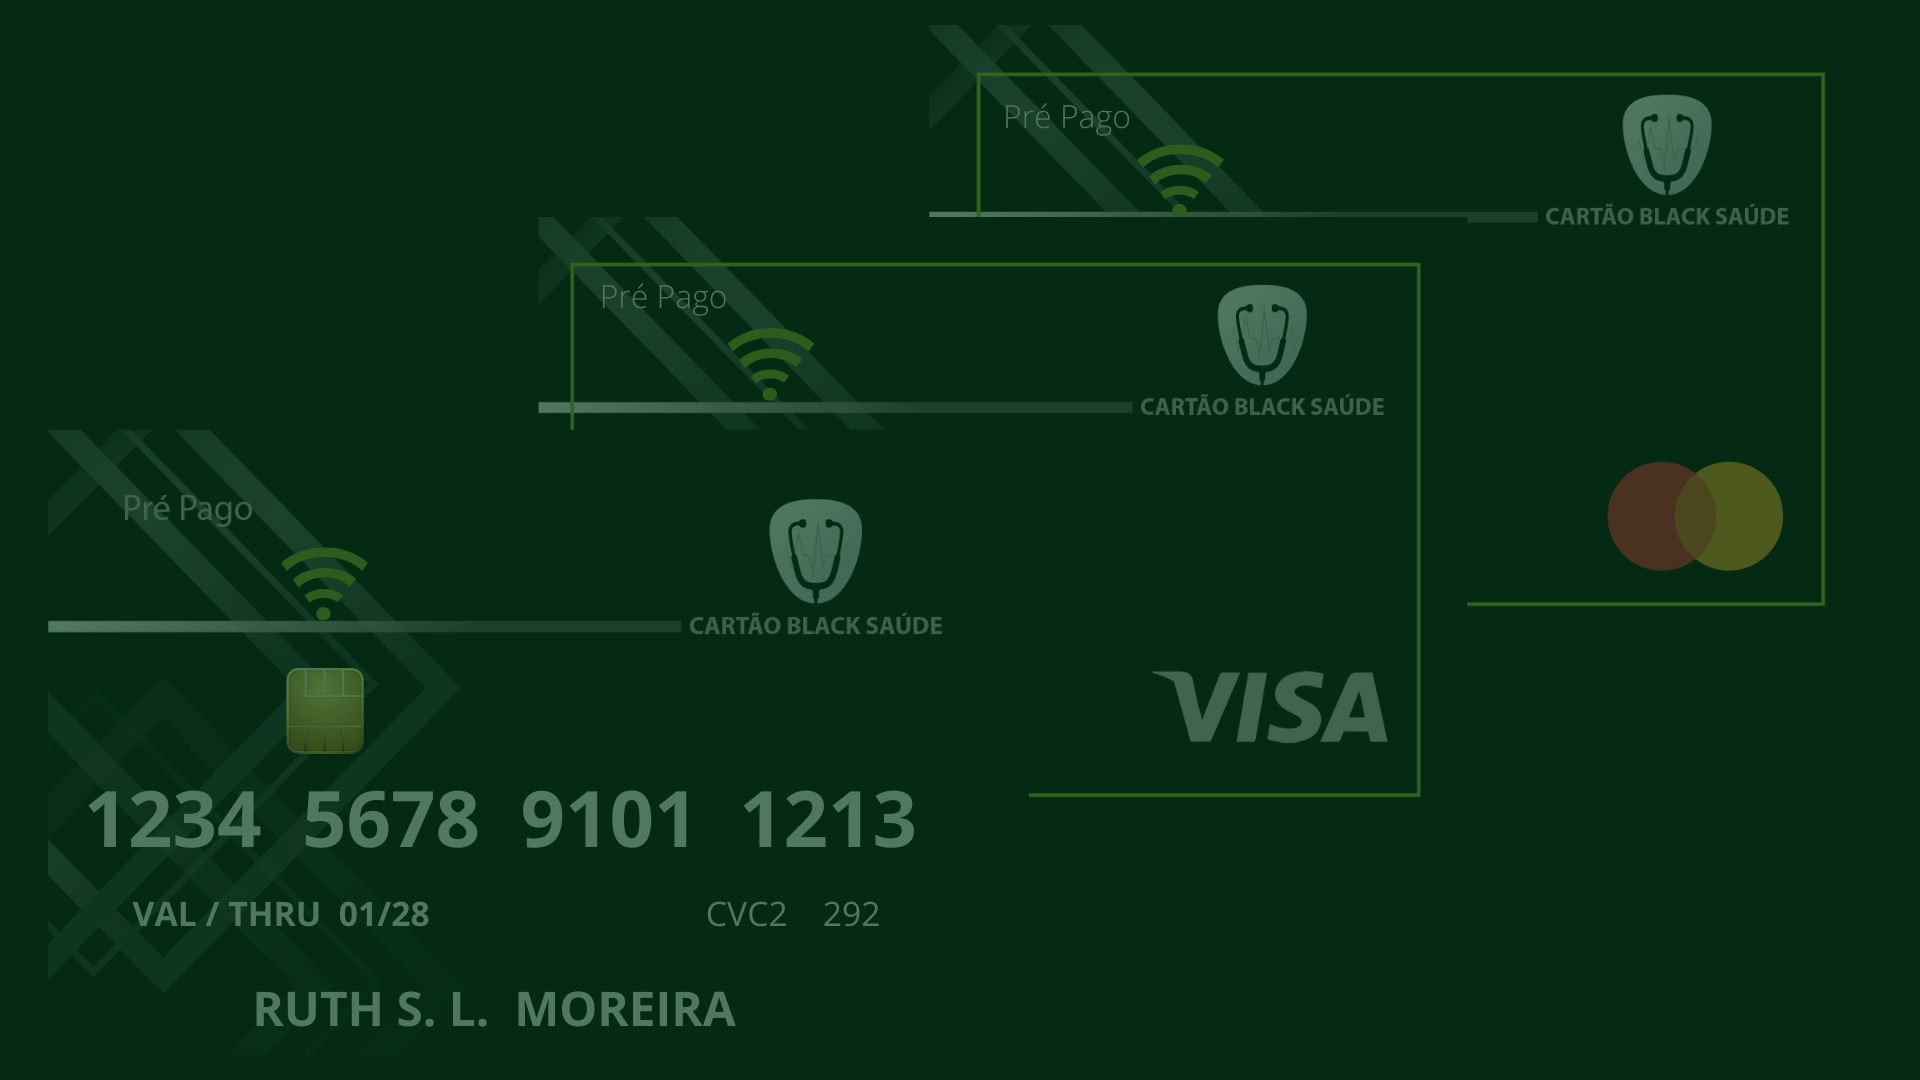 Pré Pago
CARTÃO BLACK SAÚDE
Pré Pago
CARTÃO BLACK SAÚDE
VISA
Pré Pago
CARTÃO BLACK SAÚDE
1234 5678 9101 1213
VAL / THRU 01/28 CVC2 292
RUTH S. L. MOREIRA